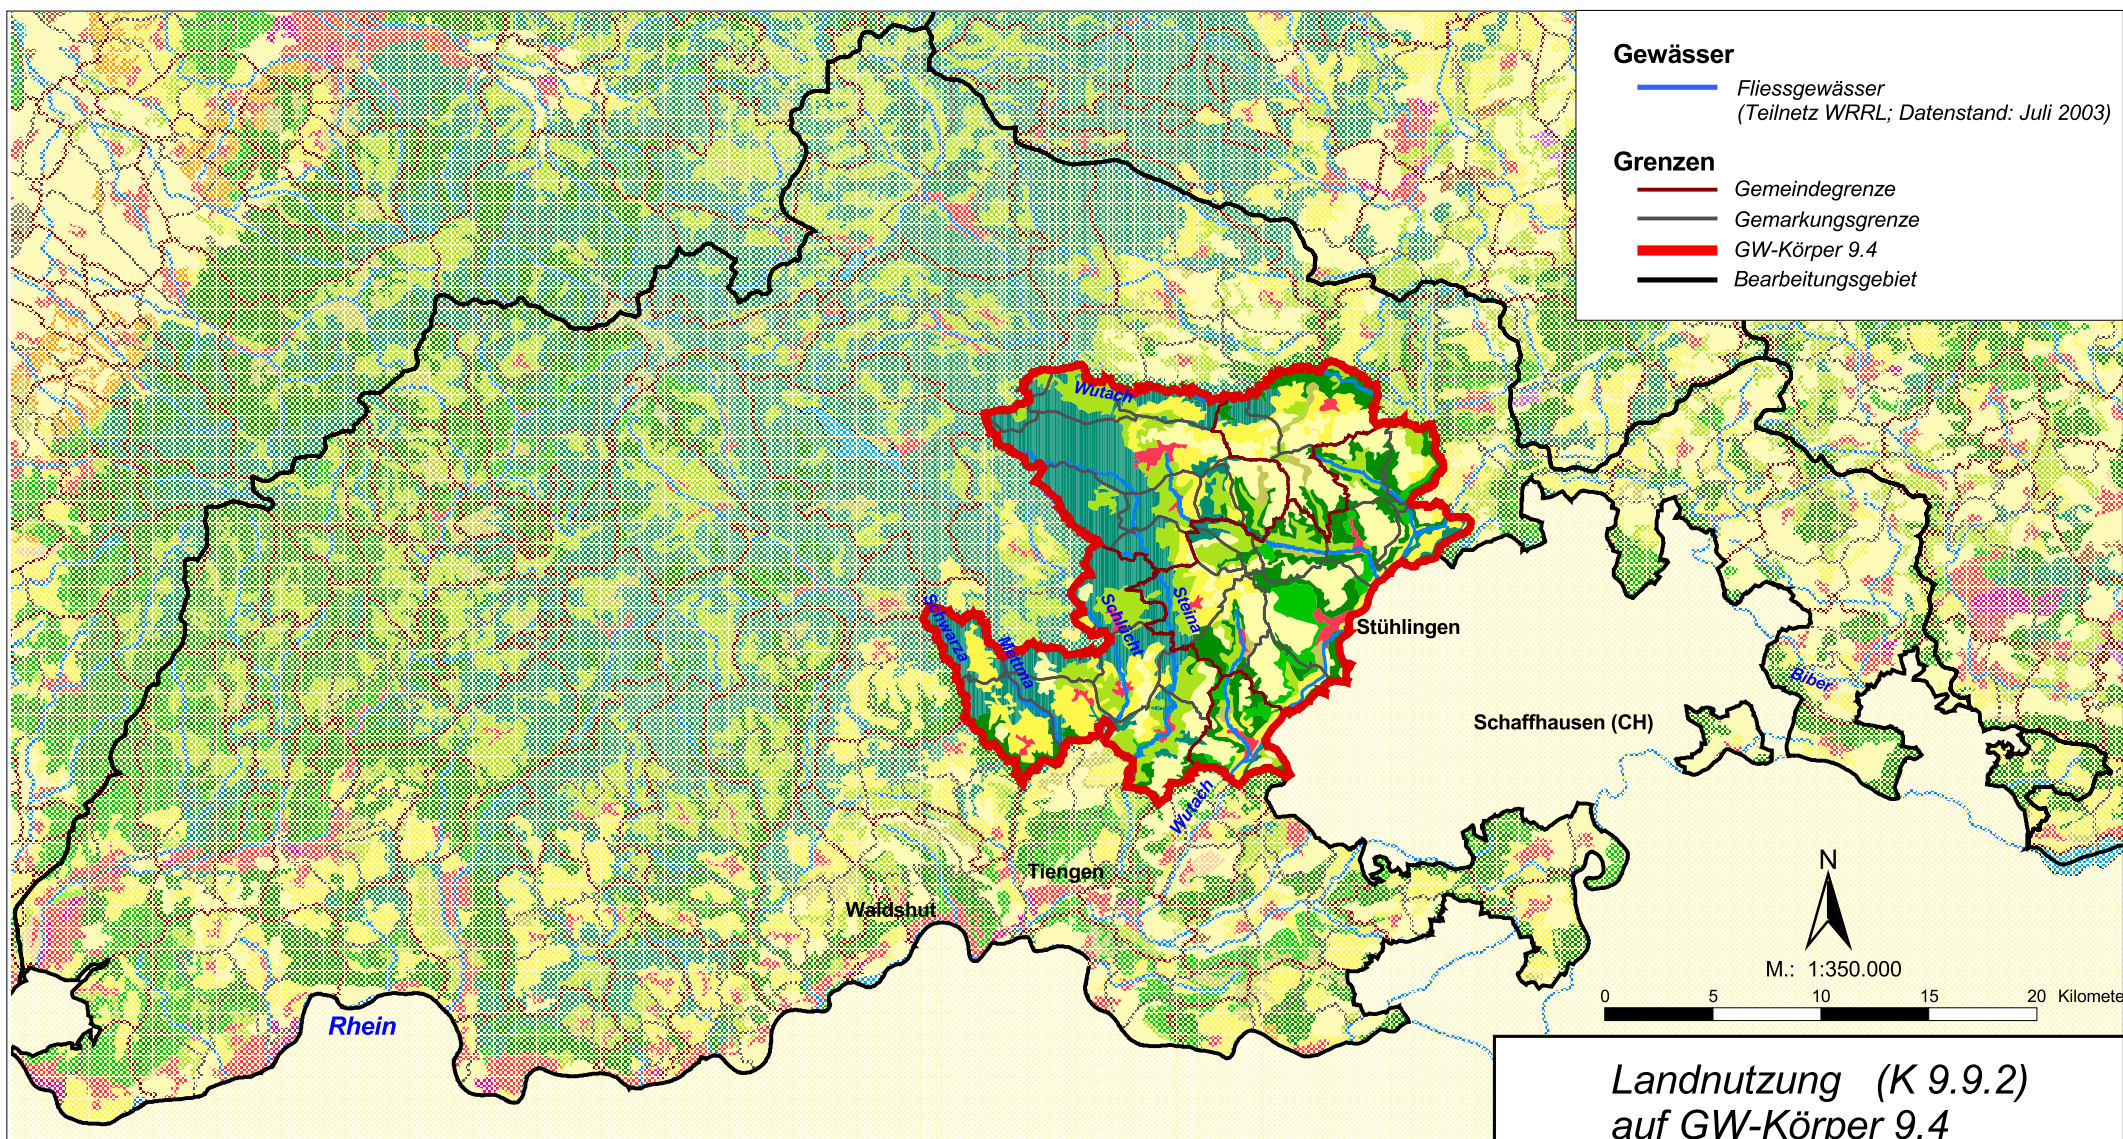 Gewässer
Fliessgewässer
(Teilnetz WRRL; Datenstand: Juli 2003)
Grenzen
Gemeindegrenze
Gemarkungsgrenze
GW-Körper 9.4
Bearbeitungsgebiet
Wutach
Schwarza
Mettma
Schlücht
Steina
Stühlingen
Biber
Schaffhausen (CH)
Wutach
Tiengen
Waldshut
Rhein
N
M.: 1:350.000
0 5 10 15 20 Kilomete
Landnutzung (K 9.9.2)
auf GW-Körper 9.4